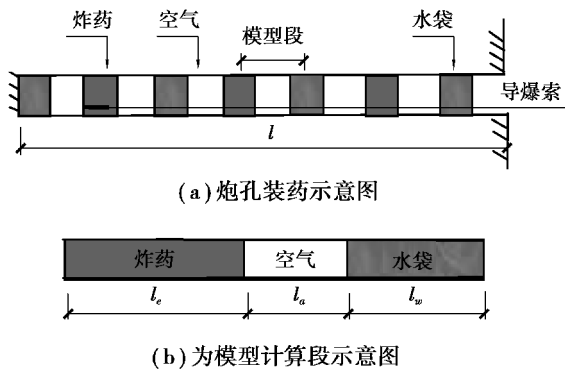 炸药 空气 模型段 水袋
导爆索
l
(a)炮孔装药示意图
炸药 空气 水袋
le la lw
(b)为模型计算段示意图